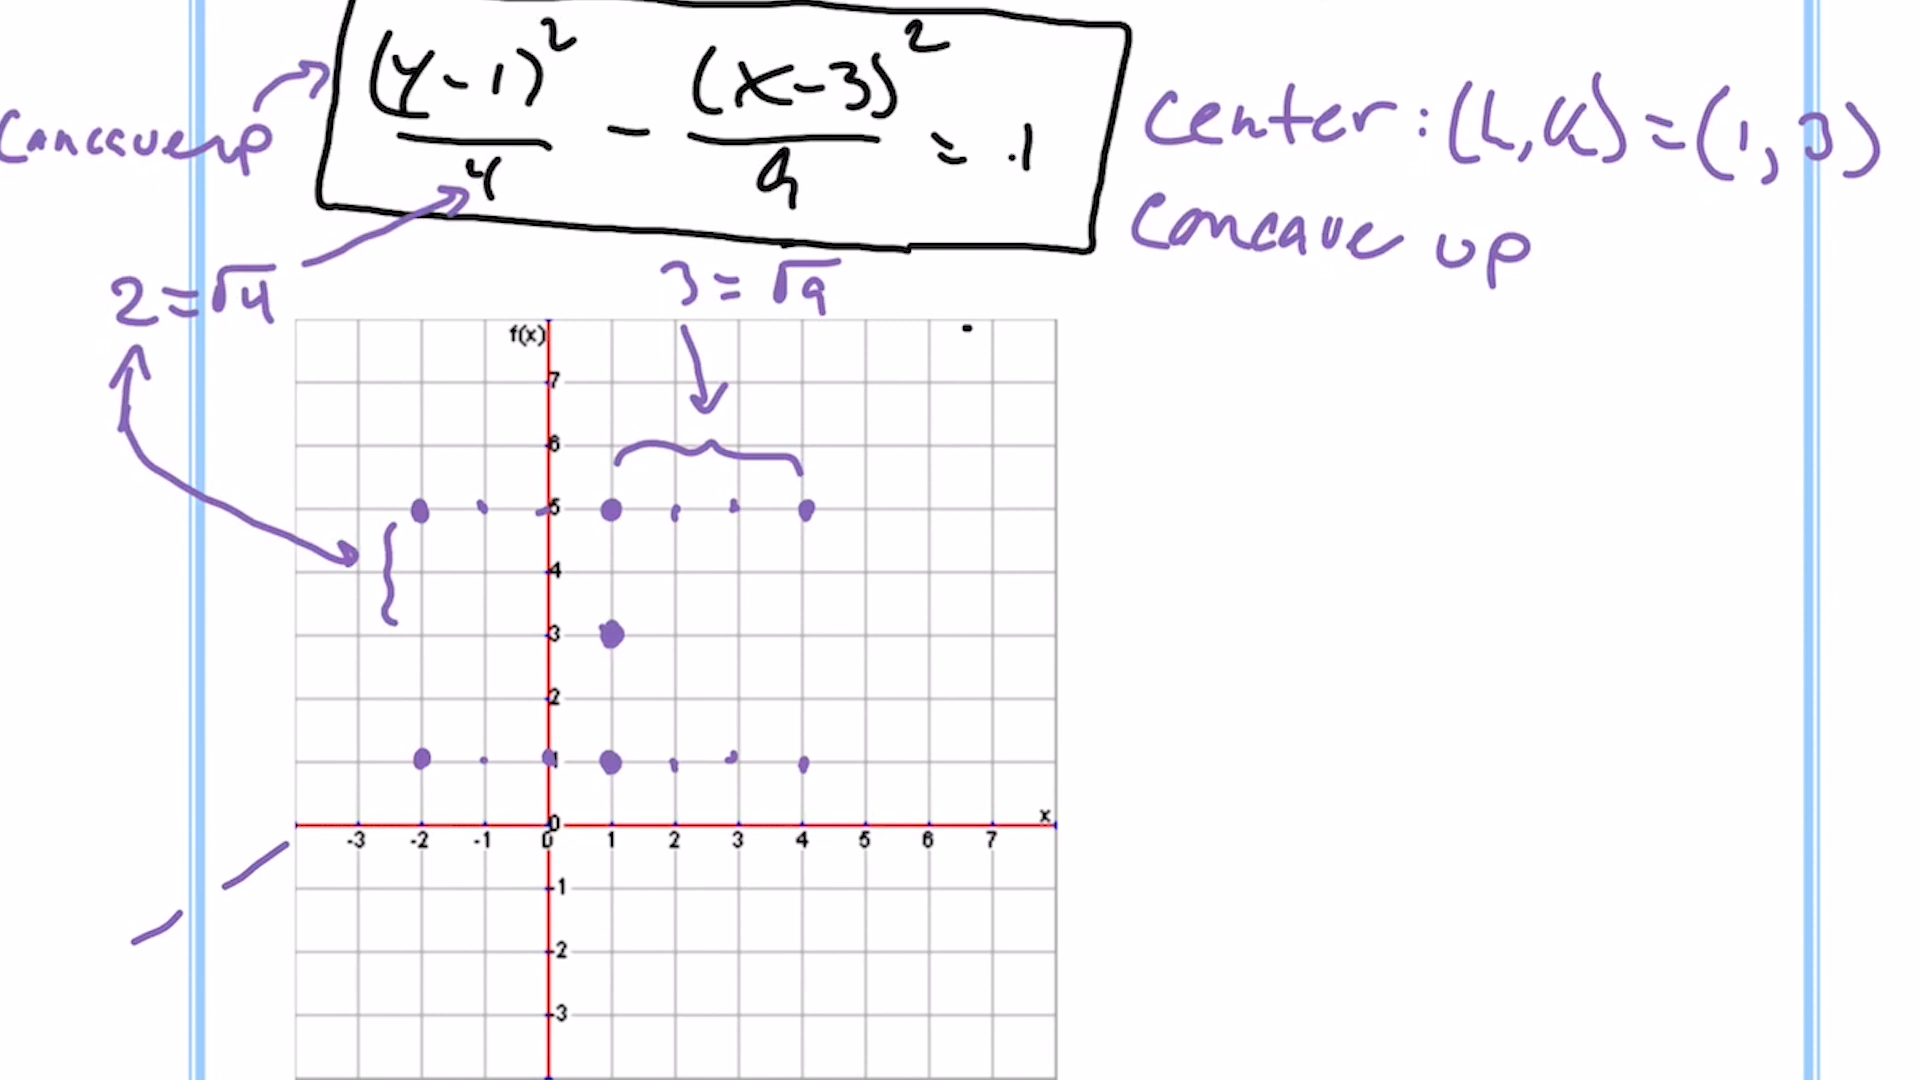 (y-1)² / 4 - (x-3)² / 9 = 1
concave up
center: (h,k) = (1,3)
concave up
2=√4
3=√9
f(x)
7
6
5
4
3
2
1
0
x
-3 -2 -1 0 1 2 3 4 5 6 7
-1
-2
-3